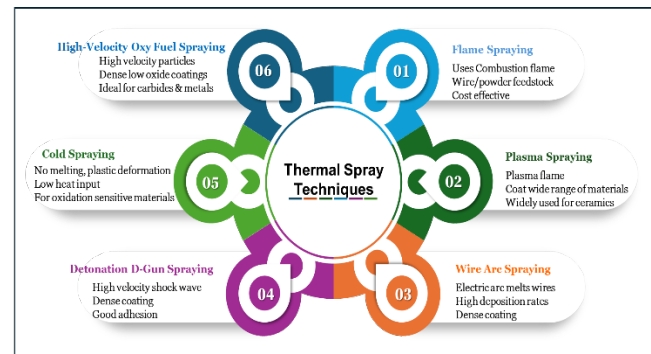 Thermal Spray
Techniques
01
Flame Spraying
Uses Combustion flame
Wire/powder feedstock
Cost effective
02
Plasma Spraying
Plasma flame
Coat wide range of materials
Widely used for ceramics
03
Wire Arc Spraying
Electric arc melts wires
High deposition rates
Dense coating
04
Detonation D-Gun Spraying
High velocity shock wave
Dense coating
Good adhesion
05
Cold Spraying
No melting, plastic deformation
Low heat input
For oxidation sensitive materials
06
High-Velocity Oxy Fuel Spraying
High velocity particles
Dense low oxide coatings
Ideal for carbides & metals